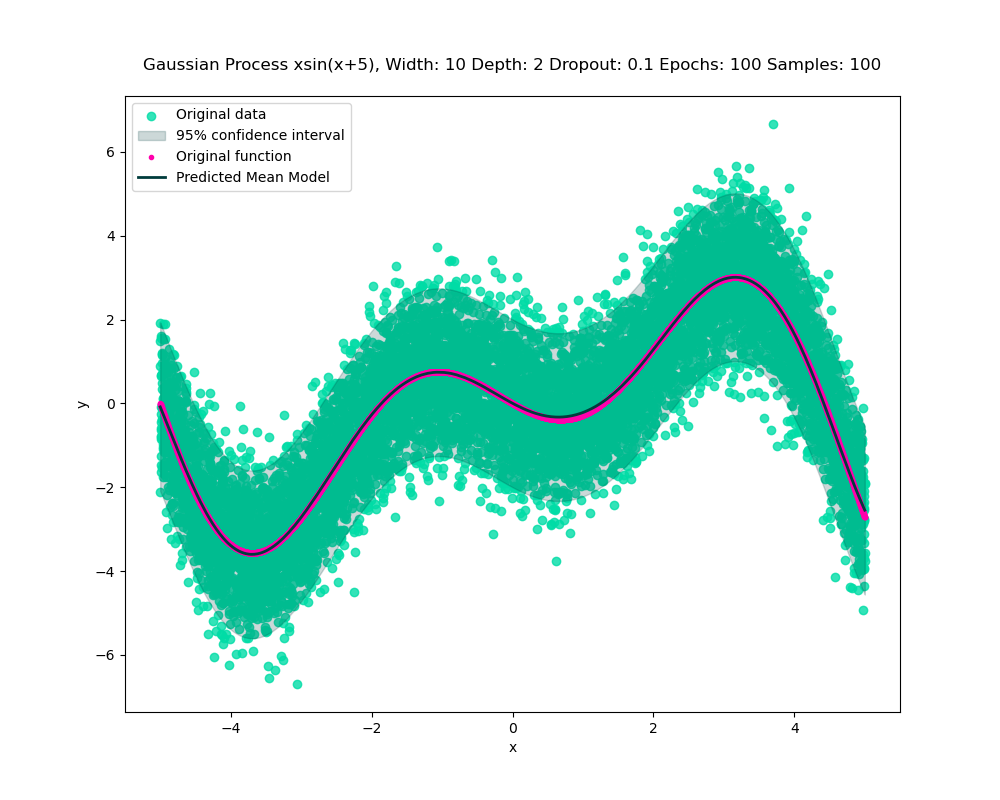 Gaussian Process xsin(x+5), Width: 10 Depth: 2 Dropout: 0.1 Epochs: 100 Samples: 100
Original data
95% confidence interval
Original function
Predicted Mean Model
6
4
2
0
−2
−4
−6
y
−4
−2
0
2
4
x